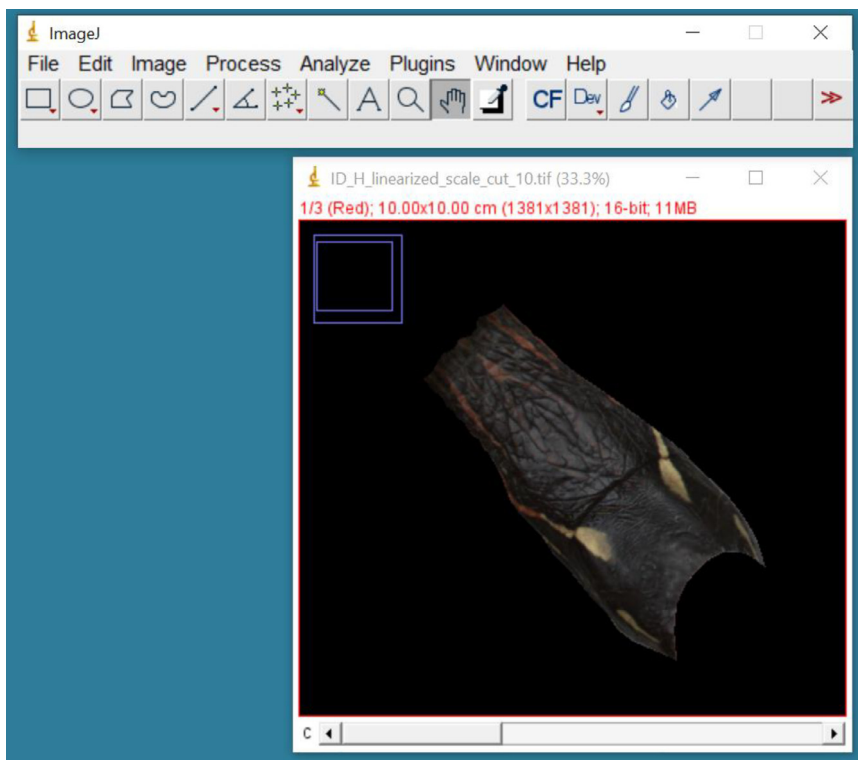 ImageJ
File Edit Image Process Analyze Plugins Window Help
A CF Dev
ID_H_linearized_scale_cut_10.tif (33.3%)
1/3 (Red); 10.00x10.00 cm (1381x1381); 16-bit; 11MB
C